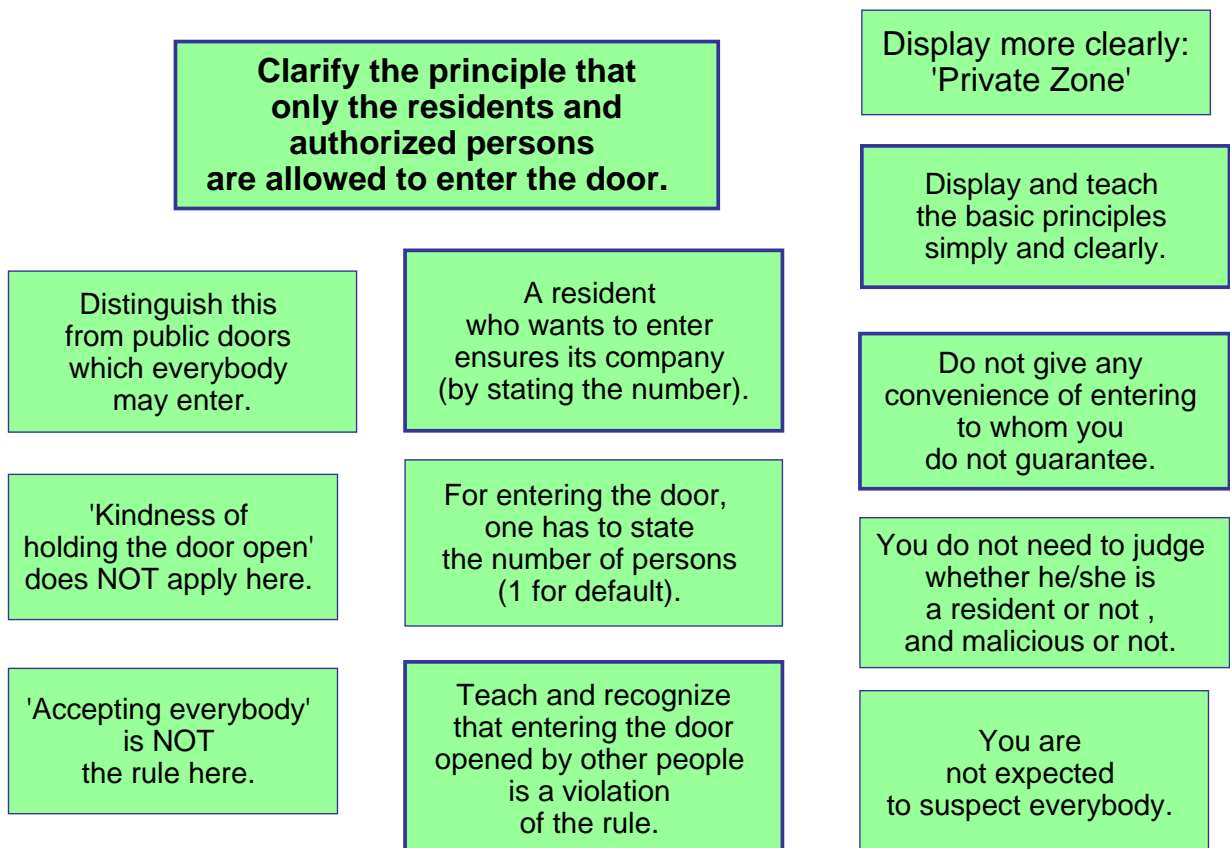 Clarify the principle that
only the residents and
authorized persons
are allowed to enter the door.
Distinguish this
from public doors
which everybody
may enter.
'Kindness of
holding the door open'
does NOT apply here.
'Accepting everybody'
is NOT
the rule here.
A resident
who wants to enter
ensures its company
(by stating the number).
For entering the door,
one has to state
the number of persons
(1 for default).
Teach and recognize
that entering the door
opened by other people
is a violation
of the rule.
Display more clearly:
'Private Zone'
Display and teach
the basic principles
simply and clearly.
Do not give any
convenience of entering
to whom you
do not guarantee.
You do not need to judge
whether he/she is
a resident or not ,
and malicious or not.
You are
not expected
to suspect everybody.